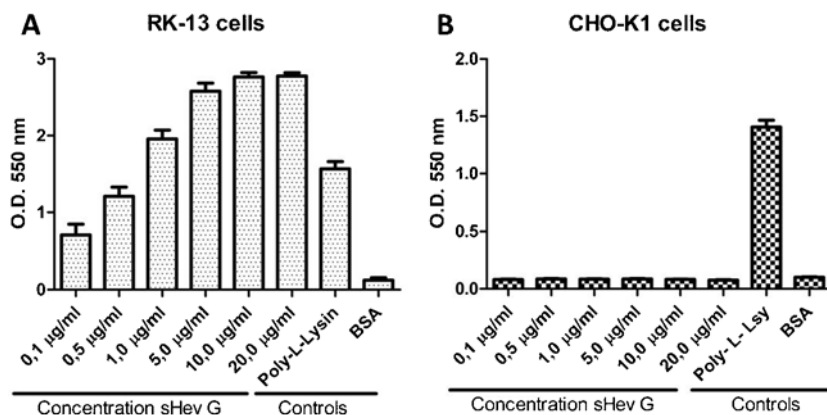 A
RK-13 cells
O.D. 550 nm
3
2
1
0
0,1 µg/ml
0,5 µg/ml
1,0 µg/ml
5,0 µg/ml
10,0 µg/ml
20,0 µg/ml
Poly-L-Lysin
BSA
Concentration sHev G
Controls
B
CHO-K1 cells
O.D. 550 nm
2.0
1.5
1.0
0.5
0.0
0,1 µg/ml
0,5 µg/ml
1,0 µg/ml
5,0 µg/ml
10,0 µg/ml
20,0 µg/ml
Poly- L- Lsy
BSA
Concentration sHev G
Controls